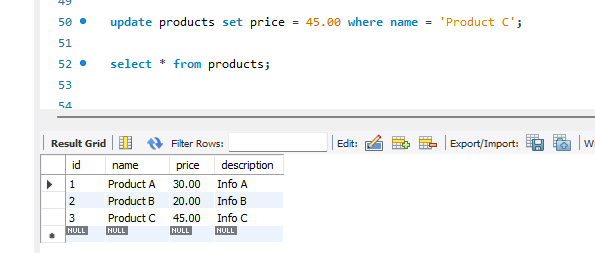 49
50 update products set price = 45.00 where name = 'Product C';
51
52 select * from products;
53
54
Result Grid Filter Rows: Edit: Export/Import:
id name price description
1 Product A 30.00 Info A
2 Product B 20.00 Info B
3 Product C 45.00 Info C
NULL NULL NULL NULL